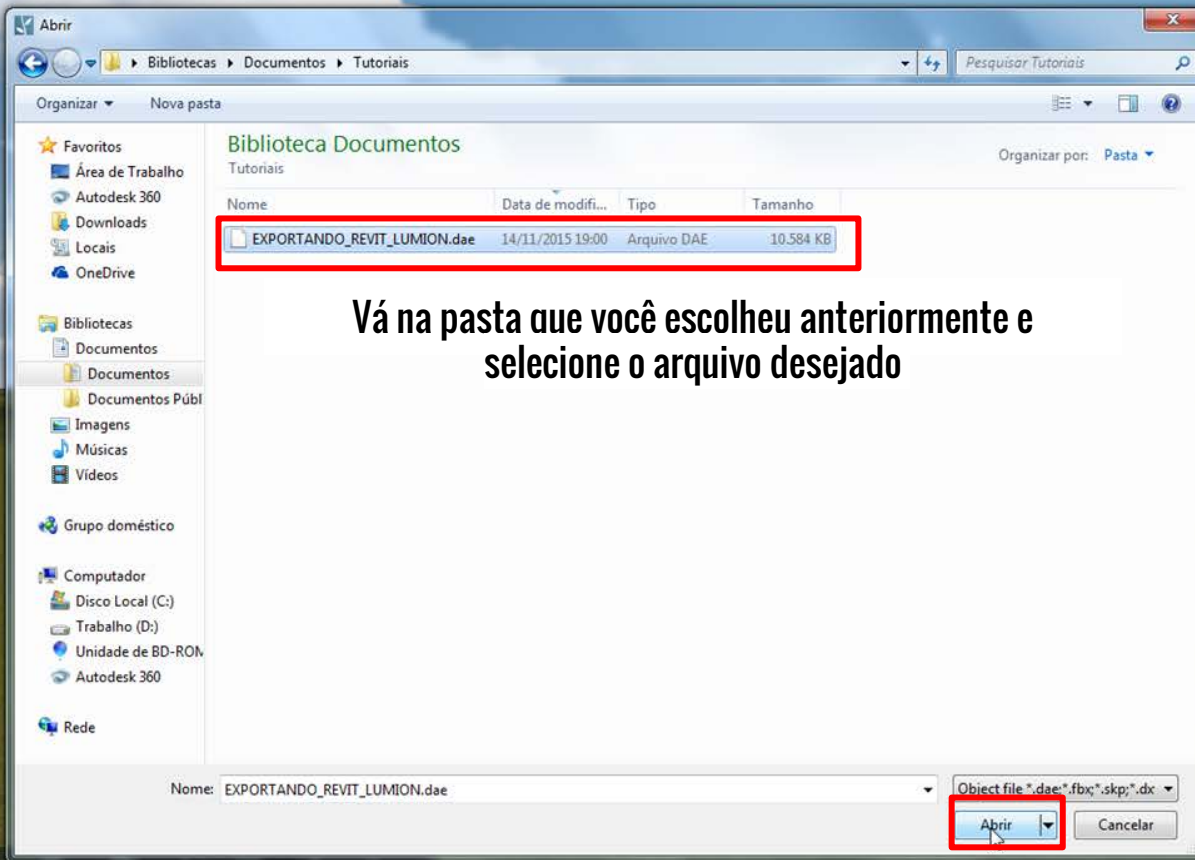 Abrir
Bibliotecas Documentos Tutoriais
Pesquisar Tutoriais
Organizar Nova pasta
Favoritos
Área de Trabalho
Autodesk 360
Downloads
Locais
OneDrive
Bibliotecas
Documentos
Documentos
Documentos Públ
Imagens
Músicas
Vídeos
Grupo doméstico
Computador
Disco Local (C:)
Trabalho (D:)
Unidade de BD-ROM
Autodesk 360
Rede
Biblioteca Documentos
Tutoriais
Organizar por: Pasta
Nome Data de modifi... Tipo Tamanho
EXPORTANDO_REVIT_LUMION.dae 14/11/2015 19:00 Arquivo DAE 10.584 KB
Vá na pasta que você escolheu anteriormente e
selecione o arquivo desejado
Nome: EXPORTANDO_REVIT_LUMION.dae
Object file *.dae;*.fbx;*.skp;*.dx
Abrir Cancelar